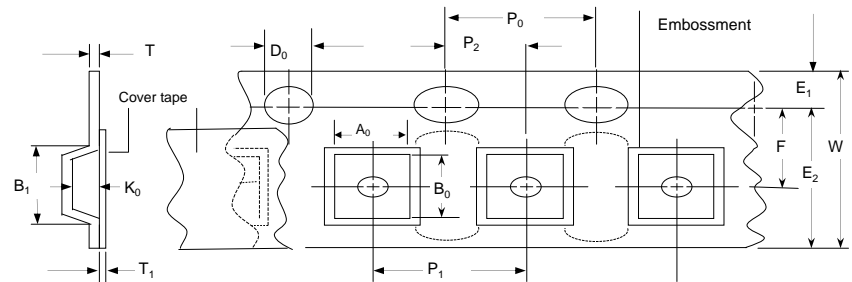 P₀
Embossment
T
D₀
P₂
E₁
Cover tape
A₀
F
W
B₁
K₀
B₀
E₂
T₁
P₁